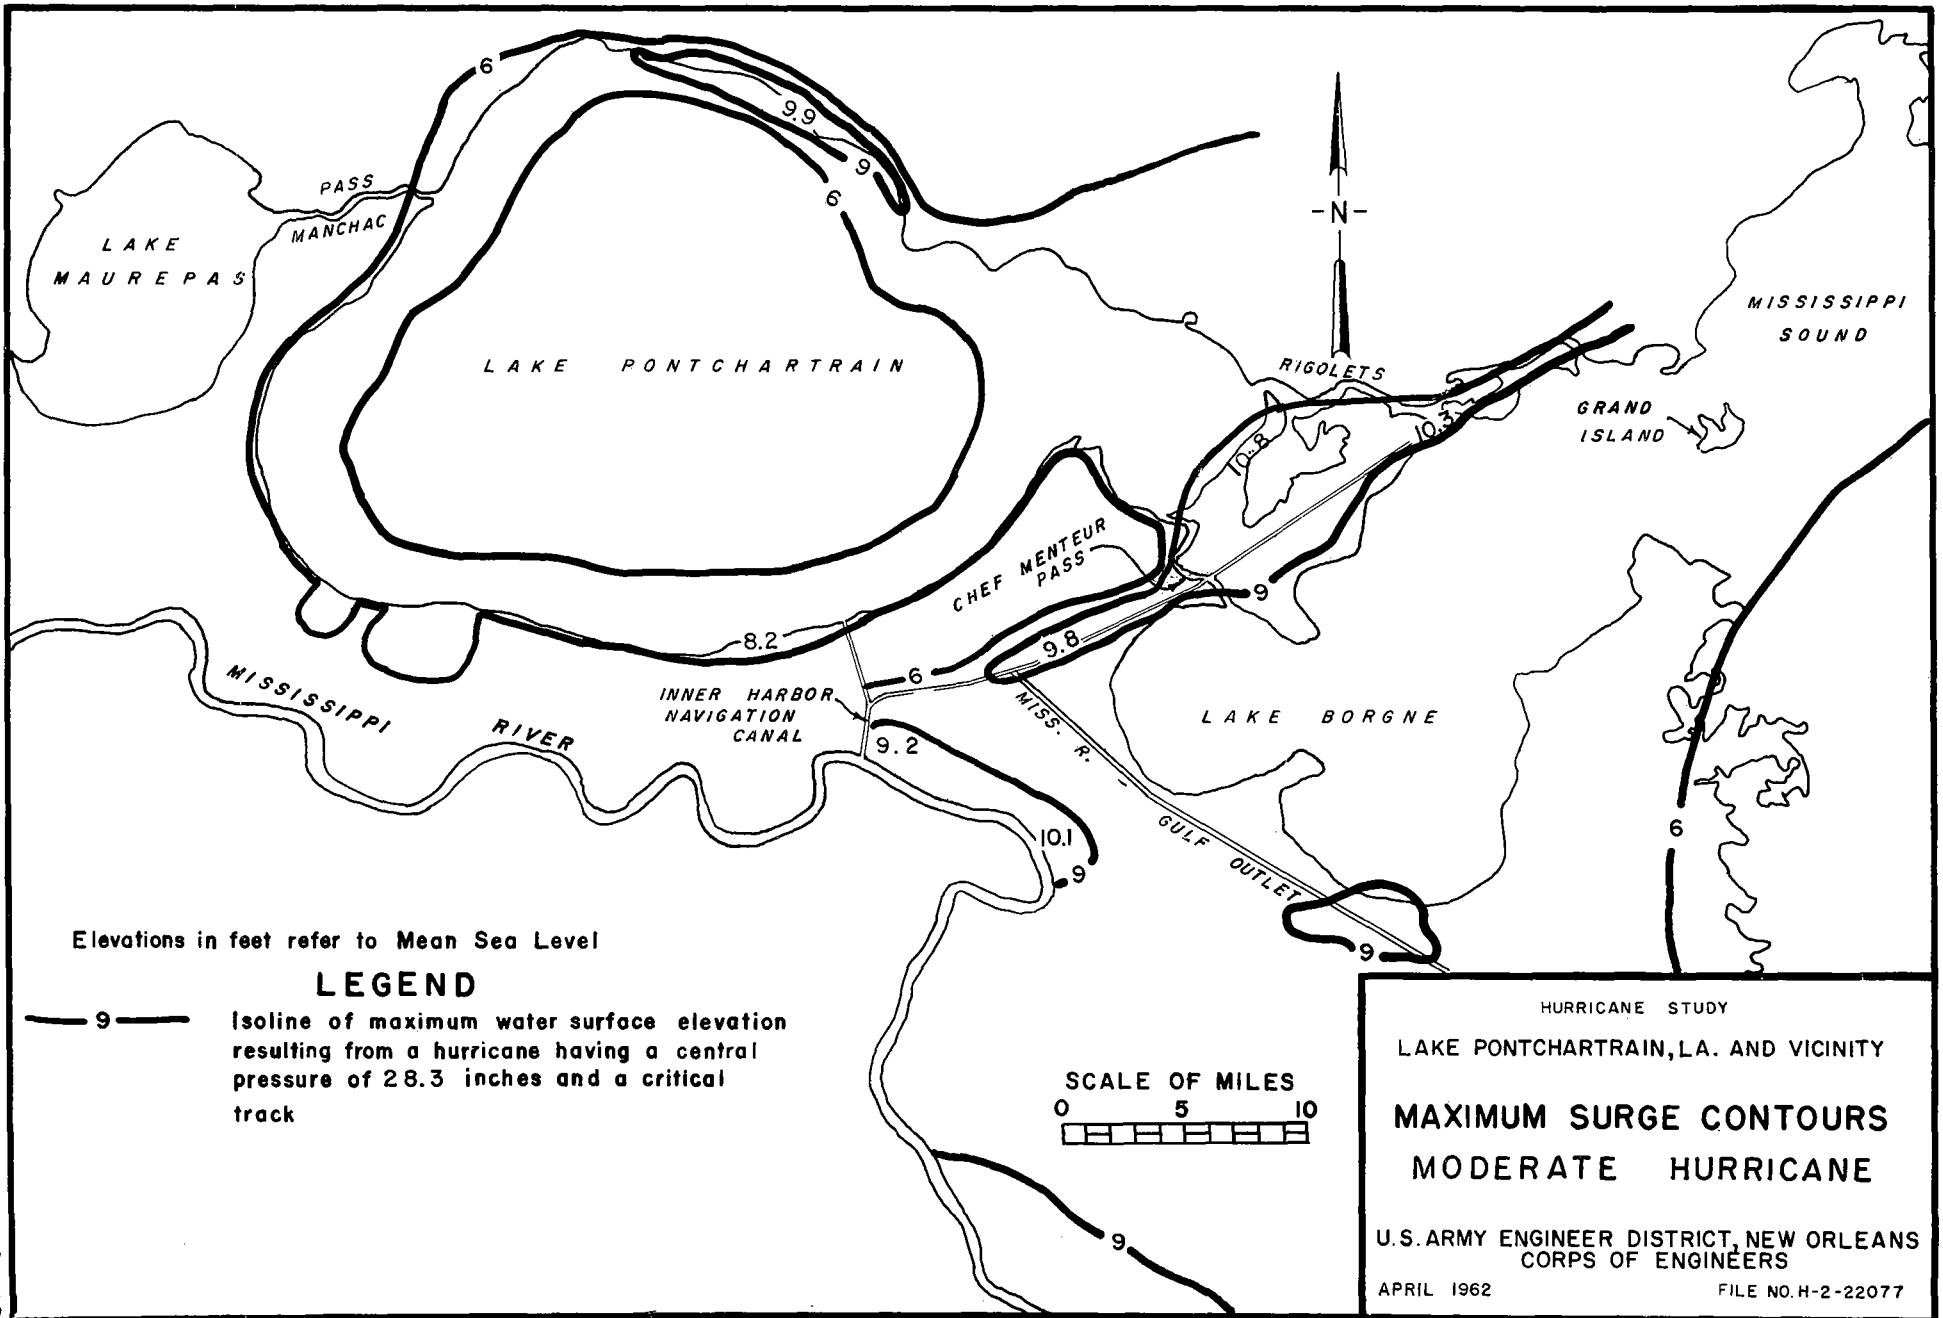 6
9.9
9
6
PASS
MANCHAC
LAKE
MAUREPAS
-N-
MISSISSIPPI
SOUND
LAKE PONTCHARTRAIN
RIGOLETS
GRAND
ISLAND
10.3
10.8
CHEF MENTEUR
PASS
9
8.2
9.8
6
MISSISSIPPI
RIVER
INNER HARBOR
NAVIGATION
CANAL
9.2
MISS. R. -
GULF OUTLET
LAKE BORGNE
10.1
9
6
9
Elevations in feet refer to Mean Sea Level
LEGEND
9
Isoline of maximum water surface elevation
resulting from a hurricane having a central
pressure of 28.3 inches and a critical
track
SCALE OF MILES
0 5 10
9
HURRICANE STUDY
LAKE PONTCHARTRAIN, LA. AND VICINITY
MAXIMUM SURGE CONTOURS
MODERATE HURRICANE
U.S. ARMY ENGINEER DISTRICT, NEW ORLEANS
CORPS OF ENGINEERS
APRIL 1962 FILE NO. H-2-22077